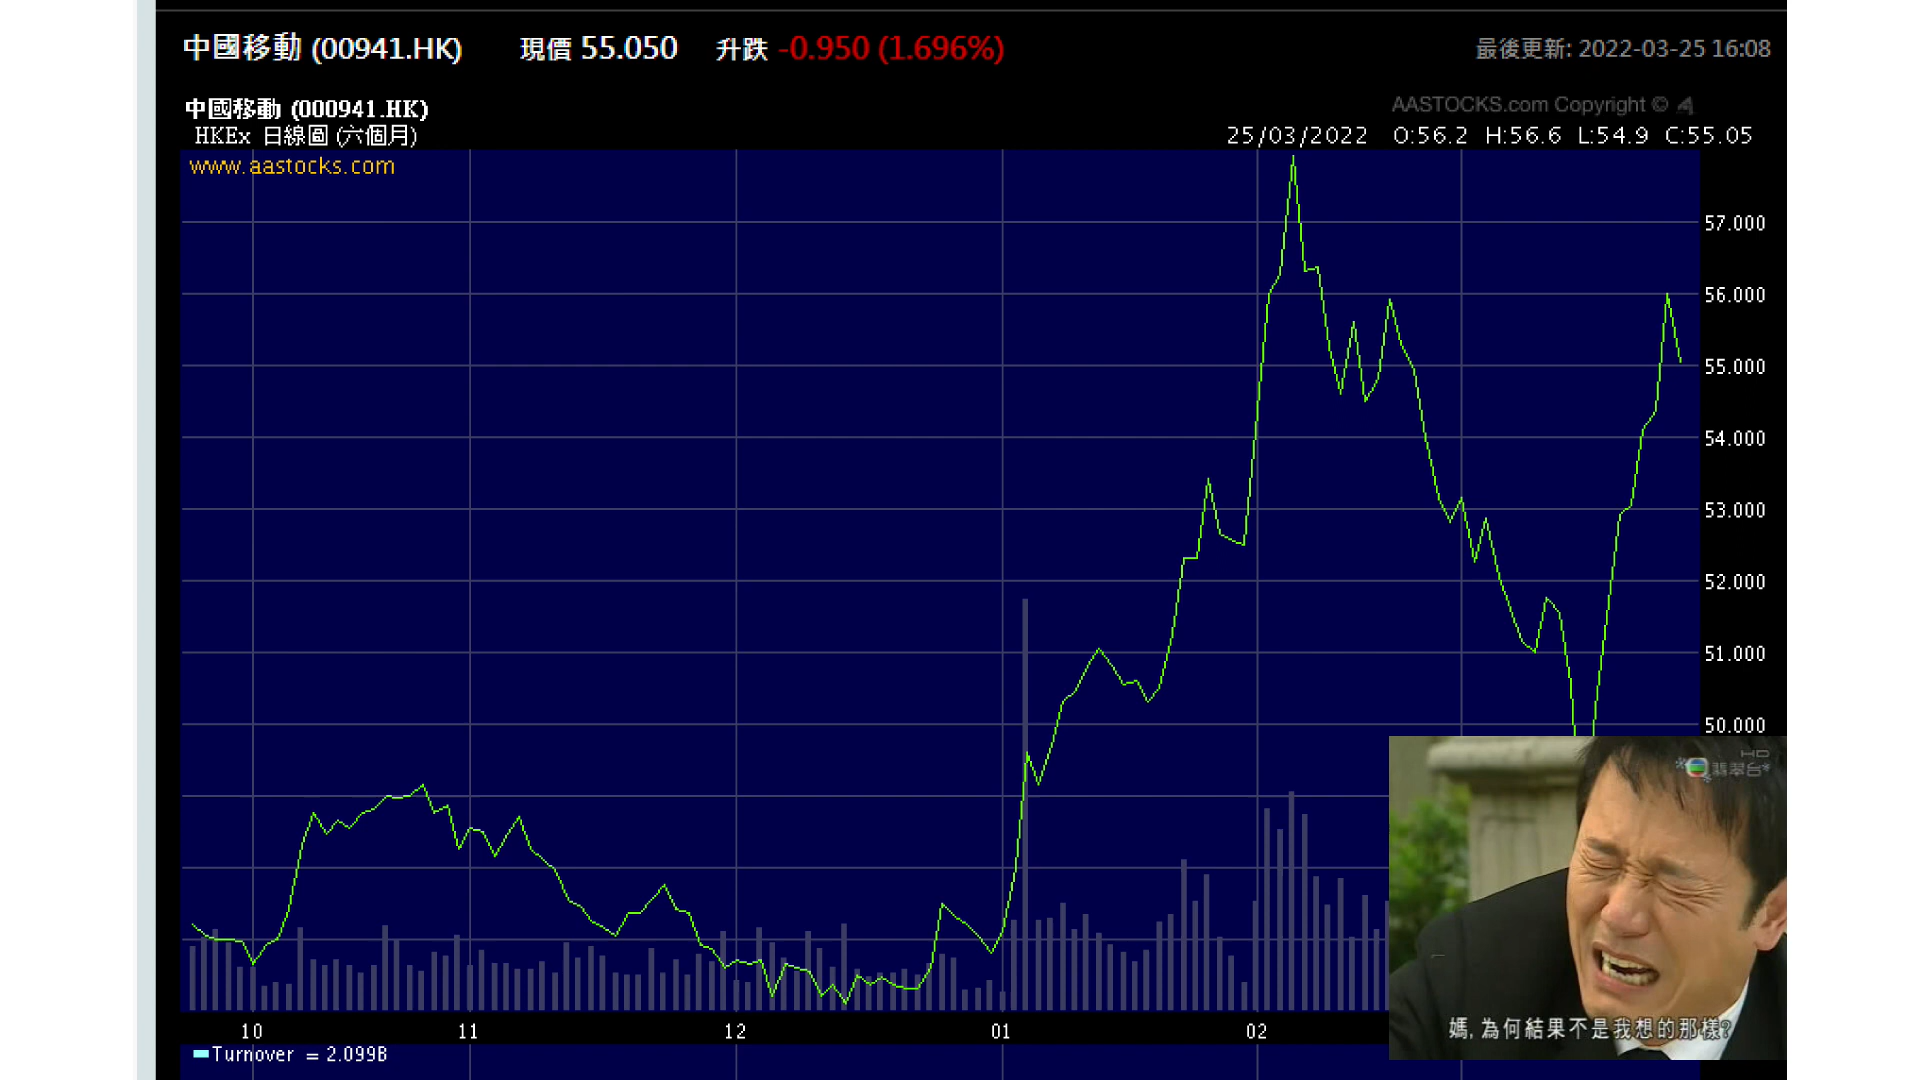 中國移動 (00941.HK) 現價 55.050 升跌 -0.950 (1.696%) 最後更新: 2022-03-25 16:08
AASTOCKS.com Copyright ©
中國移動 (000941.HK)
HKEx 日線圖 (六個月) 25/03/2022 O:56.2 H:56.6 L:54.9 C:55.05
www.aastocks.com
57.000
56.000
55.000
54.000
53.000
52.000
51.000
50.000
HD
翡翠台
媽,為何結果不是我想的那樣?
10 11 12 01 02
Turnover = 2.099B